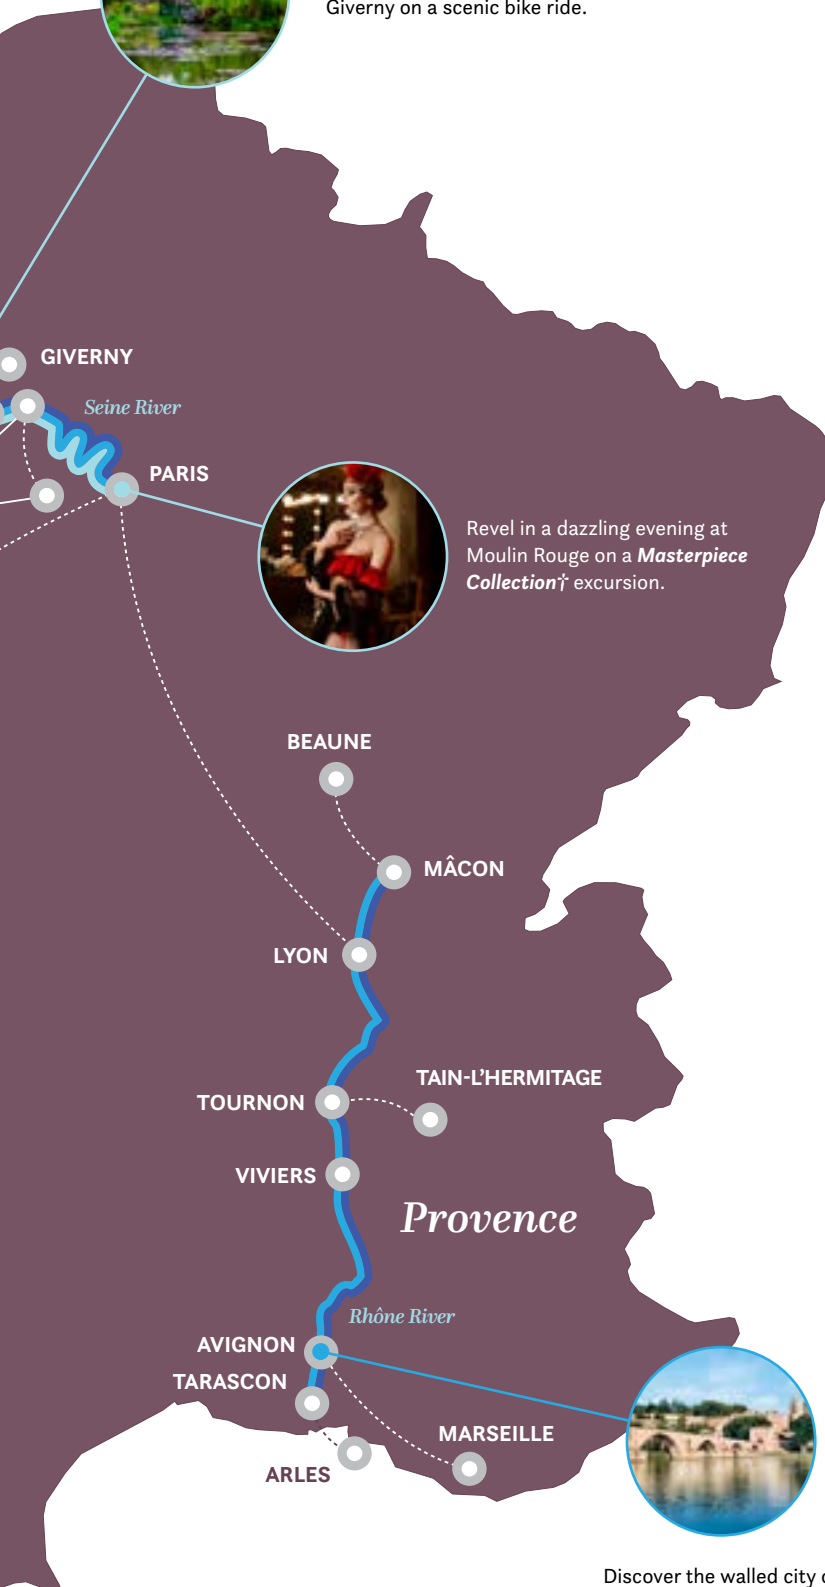 Giverny on a scenic bike ride.
GIVERNY
Seine River
PARIS
Revel in a dazzling evening at
Moulin Rouge on a Masterpiece
Collection† excursion.
BEAUNE
MÂCON
LYON
TAIN-L’HERMITAGE
TOURNON
VIVIERS
Provence
Rhône River
AVIGNON
TARASCON
MARSEILLE
ARLES
Discover the walled city